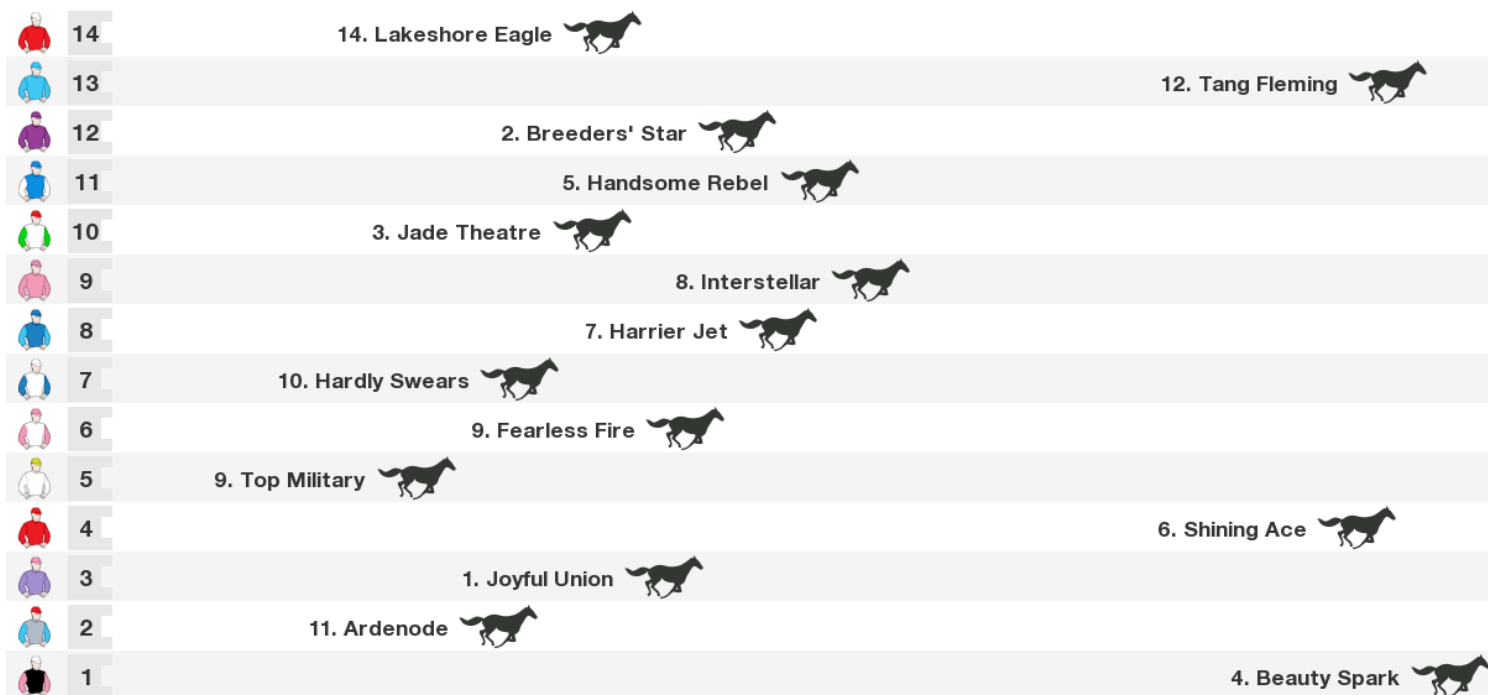 14 14. Lakeshore Eagle
13 12. Tang Fleming
12 2. Breeders' Star
11 5. Handsome Rebel
10 3. Jade Theatre
9 8. Interstellar
8 7. Harrier Jet
7 10. Hardly Swears
6 9. Fearless Fire
5 9. Top Military
4 6. Shining Ace
3 1. Joyful Union
2 11. Ardenode
1 4. Beauty Spark